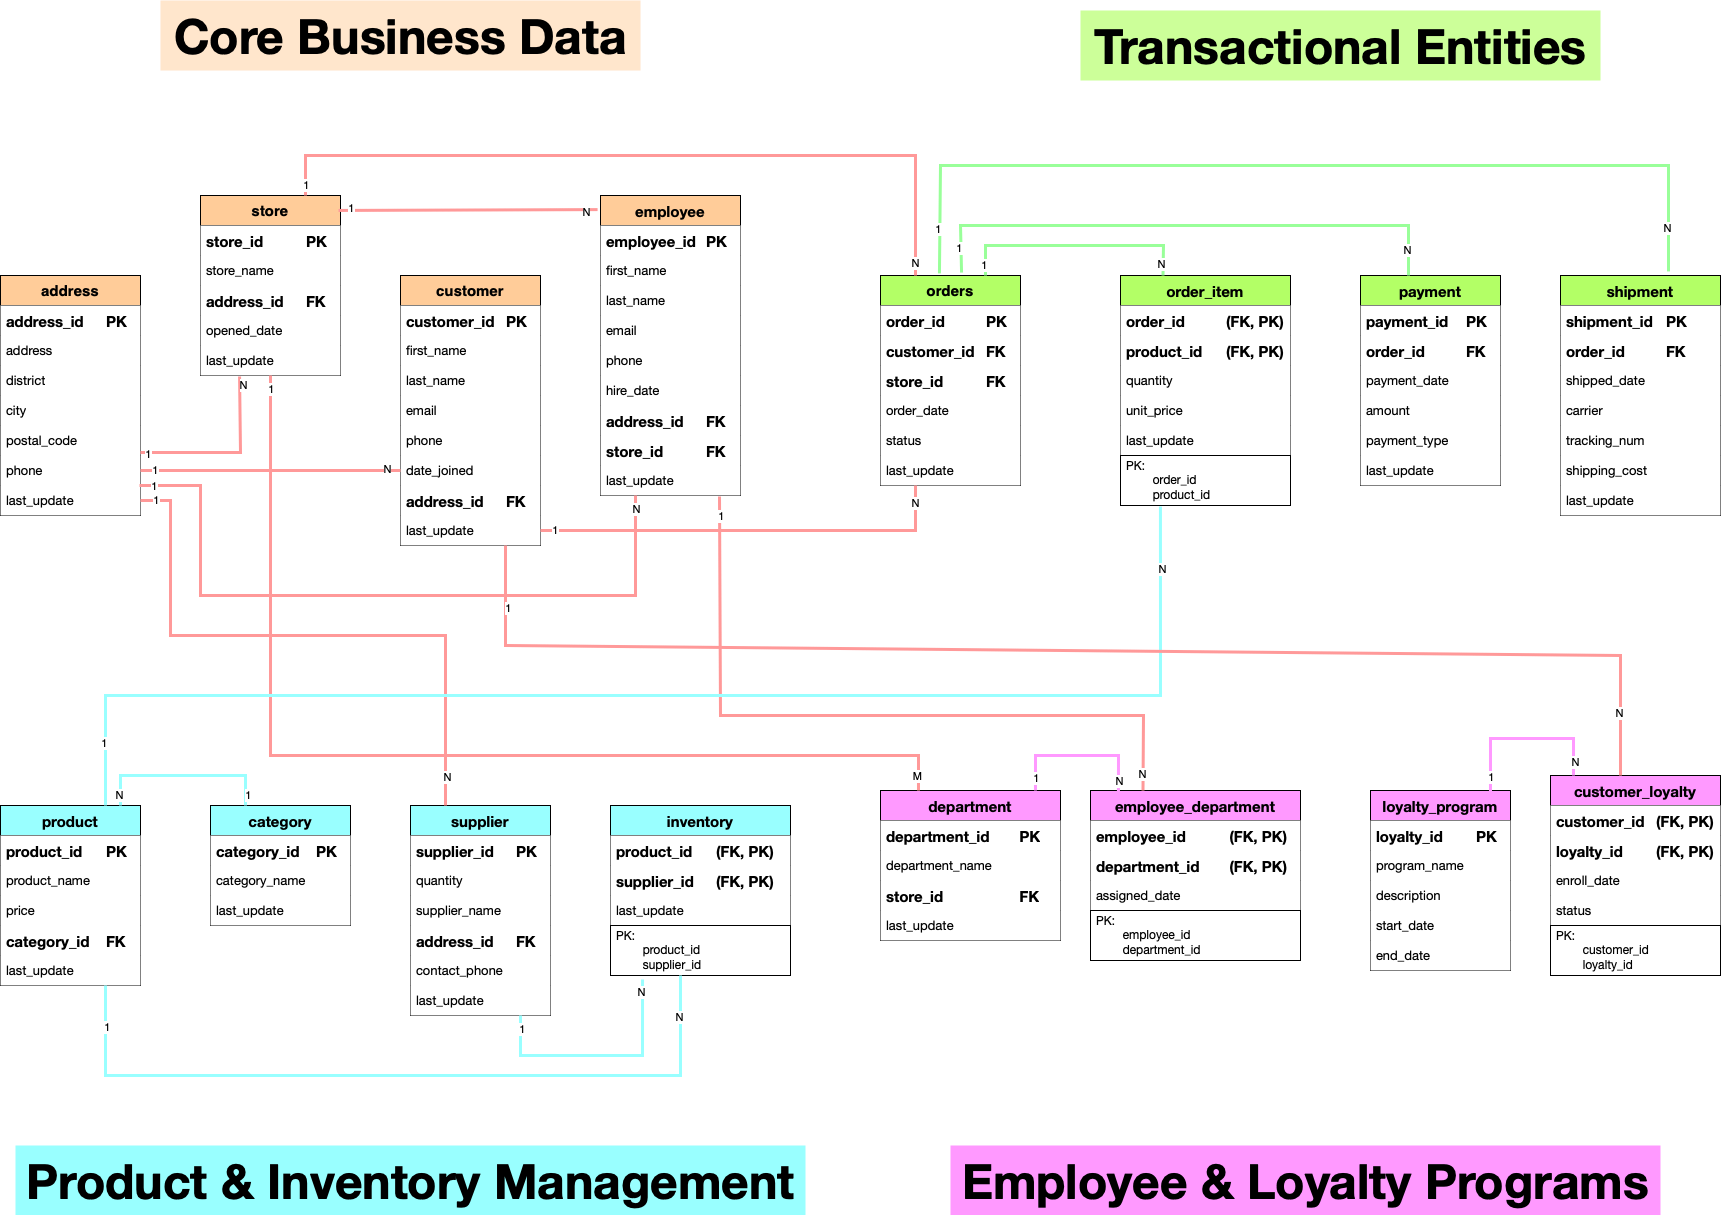 Core Business Data
Transactional Entities
store
store_id PK
store_name
address_id FK
opened_date
last_update
employee
employee_id PK
first_name
last_name
email
phone
hire_date
address_id FK
store_id FK
last_update
address
address_id PK
address
district
city
postal_code
phone
last_update
customer
customer_id PK
first_name
last_name
email
phone
date_joined
address_id FK
last_update
orders
order_id PK
customer_id FK
store_id FK
order_date
status
last_update
order_item
order_id (FK, PK)
product_id (FK, PK)
quantity
unit_price
last_update
PK:
order_id
product_id
payment
payment_id PK
order_id FK
payment_date
amount
payment_type
last_update
shipment
shipment_id PK
order_id FK
shipped_date
carrier
tracking_num
shipping_cost
last_update
1
1
N
N
1
1
1
N
N
N
N
1
1
N
1
1
1
N
N
1
N
1
1
N
N
product
product_id PK
product_name
price
category_id FK
last_update
category
category_id PK
category_name
last_update
supplier
supplier_id PK
quantity
supplier_name
address_id FK
contact_phone
last_update
inventory
product_id (FK, PK)
supplier_id (FK, PK)
last_update
PK:
product_id
supplier_id
department
department_id PK
department_name
store_id FK
last_update
employee_department
employee_id (FK, PK)
department_id (FK, PK)
assigned_date
PK:
employee_id
department_id
loyalty_program
loyalty_id PK
program_name
description
start_date
end_date
customer_loyalty
customer_id (FK, PK)
loyalty_id (FK, PK)
enroll_date
status
PK:
customer_id
loyalty_id
1
N
1
N
M
1
N
N
1
N
N
N
1
1
Product & Inventory Management
Employee & Loyalty Programs